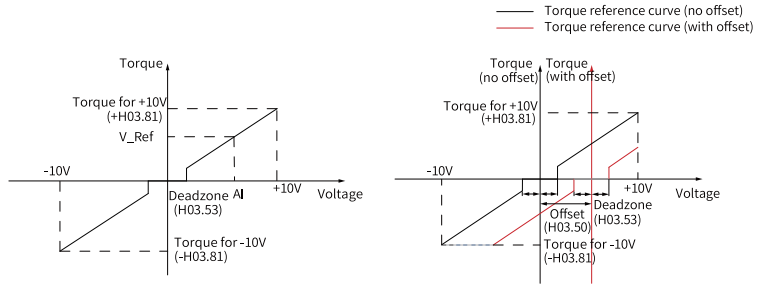 Torque reference curve (no offset)
Torque reference curve (with offset)
Torque
Torque for +10V
(+H03.81)
V_Ref
-10V
Deadzone
(H03.53)
AI
+10V
Voltage
Torque for -10V
(-H03.81)
Torque
(no offset)
Torque
(with offset)
Torque for +10V
(+H03.81)
-10V
+10V
Voltage
Offset
(H03.50)
Deadzone
(H03.53)
Torque for -10V
(-H03.81)